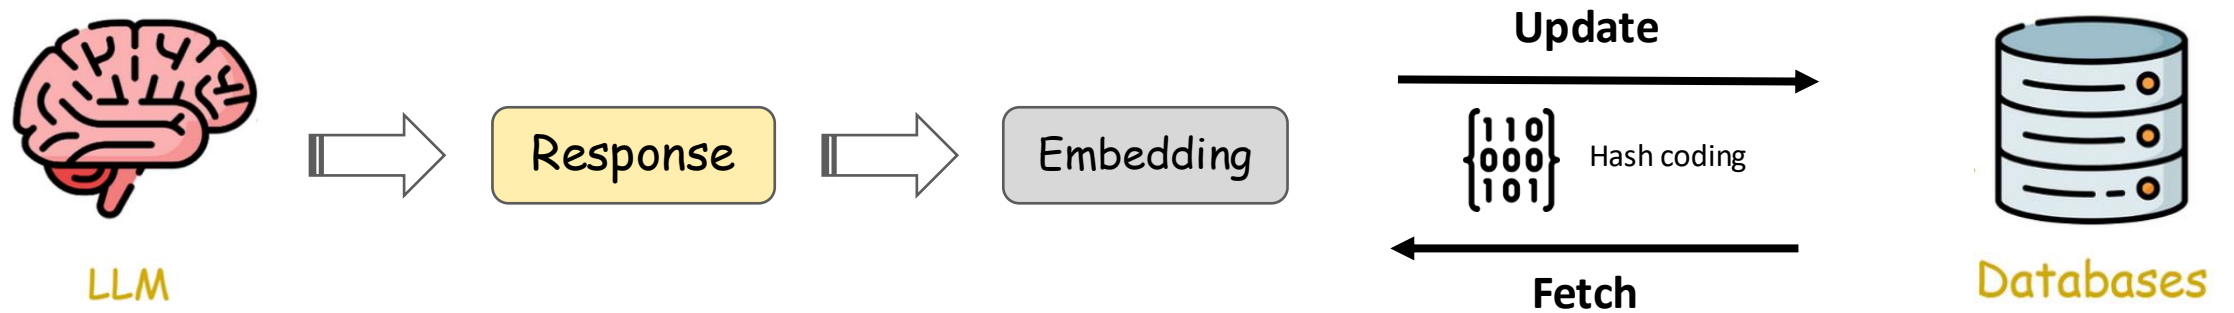 LLM
Response
Embedding
Update
110
000
101
Hash coding
Fetch
Databases